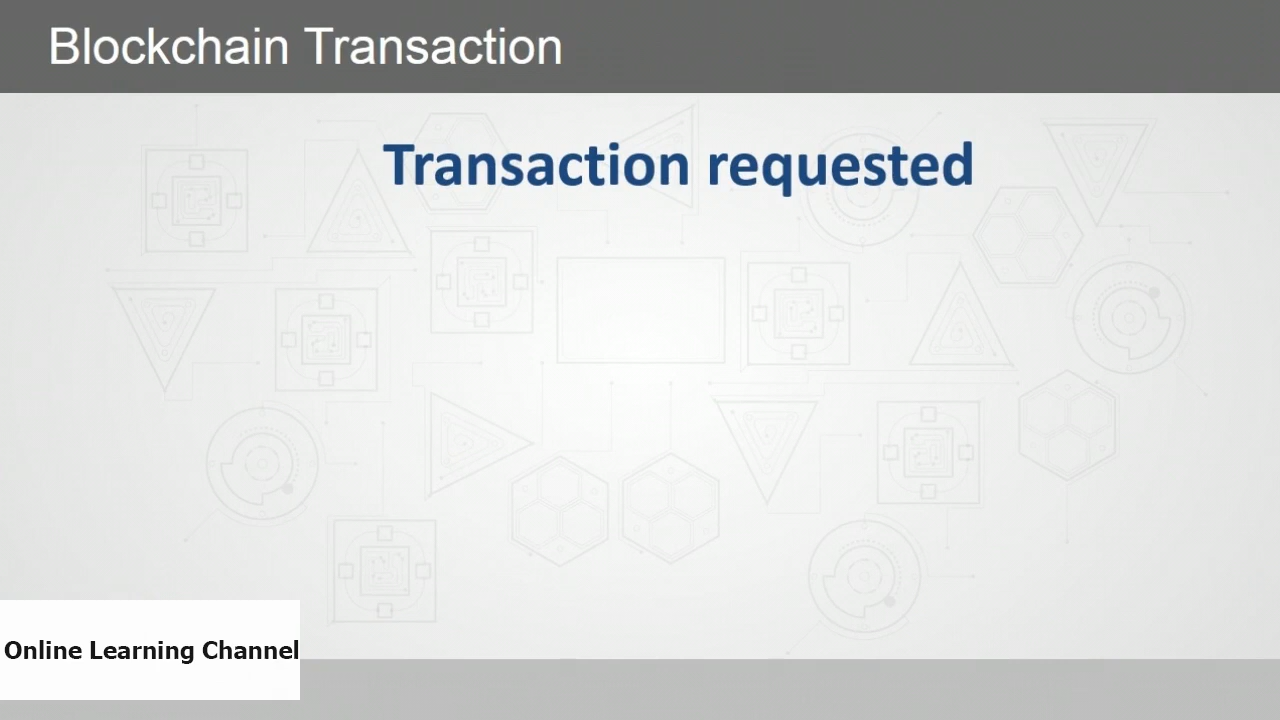 Blockchain Transaction
Transaction requested
Online Learning Channel